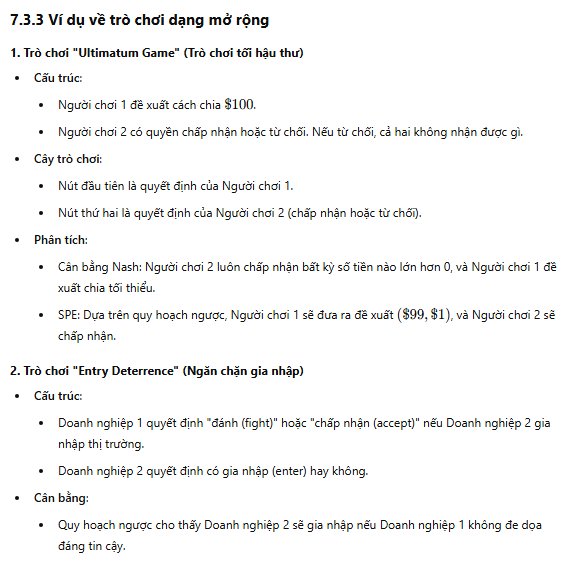 7.3.3 Ví dụ về trò chơi dạng mở rộng
1. Trò chơi "Ultimatum Game" (Trò chơi tối hậu thư)
• Cấu trúc:
• Người chơi 1 đề xuất cách chia $100.
• Người chơi 2 có quyền chấp nhận hoặc từ chối. Nếu từ chối, cả hai không nhận được gì.
• Cây trò chơi:
• Nút đầu tiên là quyết định của Người chơi 1.
• Nút thứ hai là quyết định của Người chơi 2 (chấp nhận hoặc từ chối).
• Phân tích:
• Cân bằng Nash: Người chơi 2 luôn chấp nhận bất kỳ số tiền nào lớn hơn 0, và Người chơi 1 đề
xuất chia tối thiểu.
• SPE: Dựa trên quy hoạch ngược, Người chơi 1 sẽ đưa ra đề xuất ($99, $1), và Người chơi 2 sẽ
chấp nhận.
2. Trò chơi "Entry Deterrence" (Ngăn chặn gia nhập)
• Cấu trúc:
• Doanh nghiệp 1 quyết định "đánh (fight)" hoặc "chấp nhận (accept)" nếu Doanh nghiệp 2 gia
nhập thị trường.
• Doanh nghiệp 2 quyết định có gia nhập (enter) hay không.
• Cân bằng:
• Quy hoạch ngược cho thấy Doanh nghiệp 2 sẽ gia nhập nếu Doanh nghiệp 1 không đe dọa
đáng tin cậy.